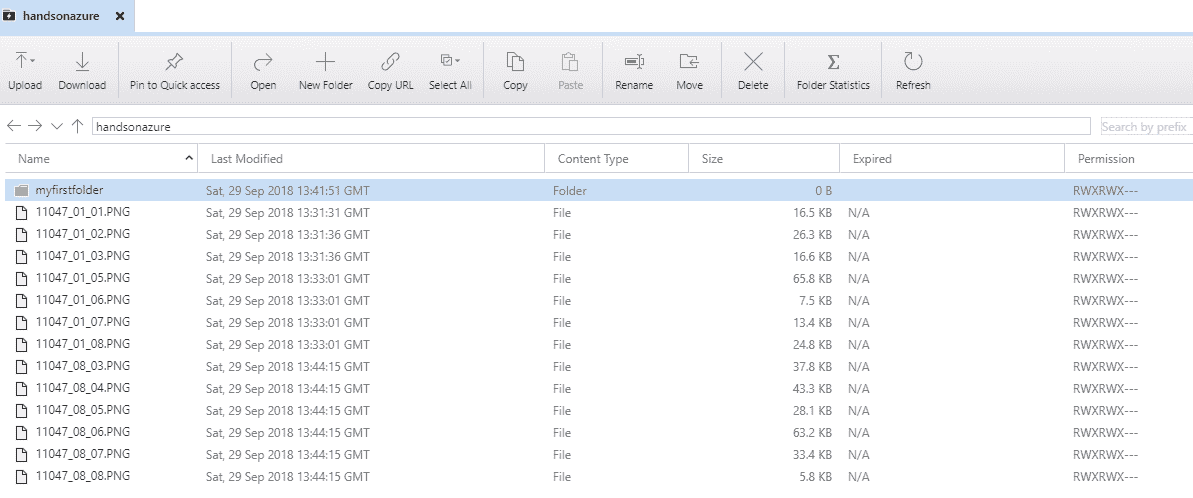 handsonazure
Upload Download Pin to Quick access Open New Folder Copy URL Select All Copy Paste Rename Move Delete Folder Statistics Refresh
handsonazure Search by prefix
Name Last Modified Content Type Size Expired Permission
myfirstfolder Sat, 29 Sep 2018 13:41:51 GMT Folder 0 B RWXRWX---
11047_01_01.PNG Sat, 29 Sep 2018 13:31:31 GMT File 16.5 KB N/A RWXRWX---
11047_01_02.PNG Sat, 29 Sep 2018 13:31:36 GMT File 26.3 KB N/A RWXRWX---
11047_01_03.PNG Sat, 29 Sep 2018 13:31:36 GMT File 16.6 KB N/A RWXRWX---
11047_01_05.PNG Sat, 29 Sep 2018 13:33:01 GMT File 65.8 KB N/A RWXRWX---
11047_01_06.PNG Sat, 29 Sep 2018 13:33:01 GMT File 7.5 KB N/A RWXRWX---
11047_01_07.PNG Sat, 29 Sep 2018 13:33:01 GMT File 13.4 KB N/A RWXRWX---
11047_01_08.PNG Sat, 29 Sep 2018 13:33:01 GMT File 24.8 KB N/A RWXRWX---
11047_08_03.PNG Sat, 29 Sep 2018 13:44:15 GMT File 37.8 KB N/A RWXRWX---
11047_08_04.PNG Sat, 29 Sep 2018 13:44:15 GMT File 43.3 KB N/A RWXRWX---
11047_08_05.PNG Sat, 29 Sep 2018 13:44:15 GMT File 28.1 KB N/A RWXRWX---
11047_08_06.PNG Sat, 29 Sep 2018 13:44:15 GMT File 63.2 KB N/A RWXRWX---
11047_08_07.PNG Sat, 29 Sep 2018 13:44:15 GMT File 33.4 KB N/A RWXRWX---
11047_08_08.PNG Sat, 29 Sep 2018 13:44:15 GMT File 5.8 KB N/A RWXRWX---